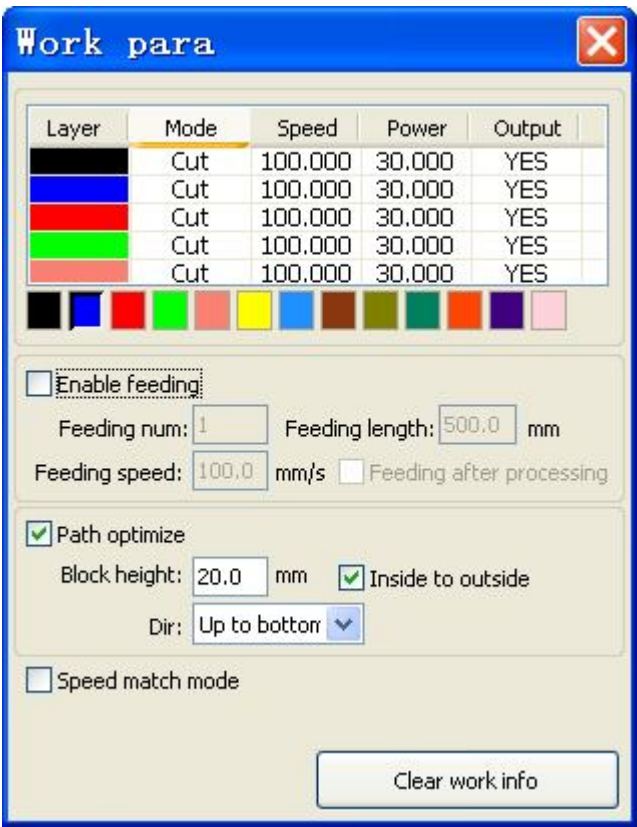 Work para
Layer Mode Speed Power Output
Cut 100.000 30.000 YES
Cut 100.000 30.000 YES
Cut 100.000 30.000 YES
Cut 100.000 30.000 YES
Cut 100.000 30.000 YES
Enable feeding
Feeding num: 1 Feeding length: 500.0 mm
Feeding speed: 100.0 mm/s Feeding after processing
Path optimize
Block height: 20.0 mm Inside to outside
Dir: Up to bottom
Speed match mode
Clear work info